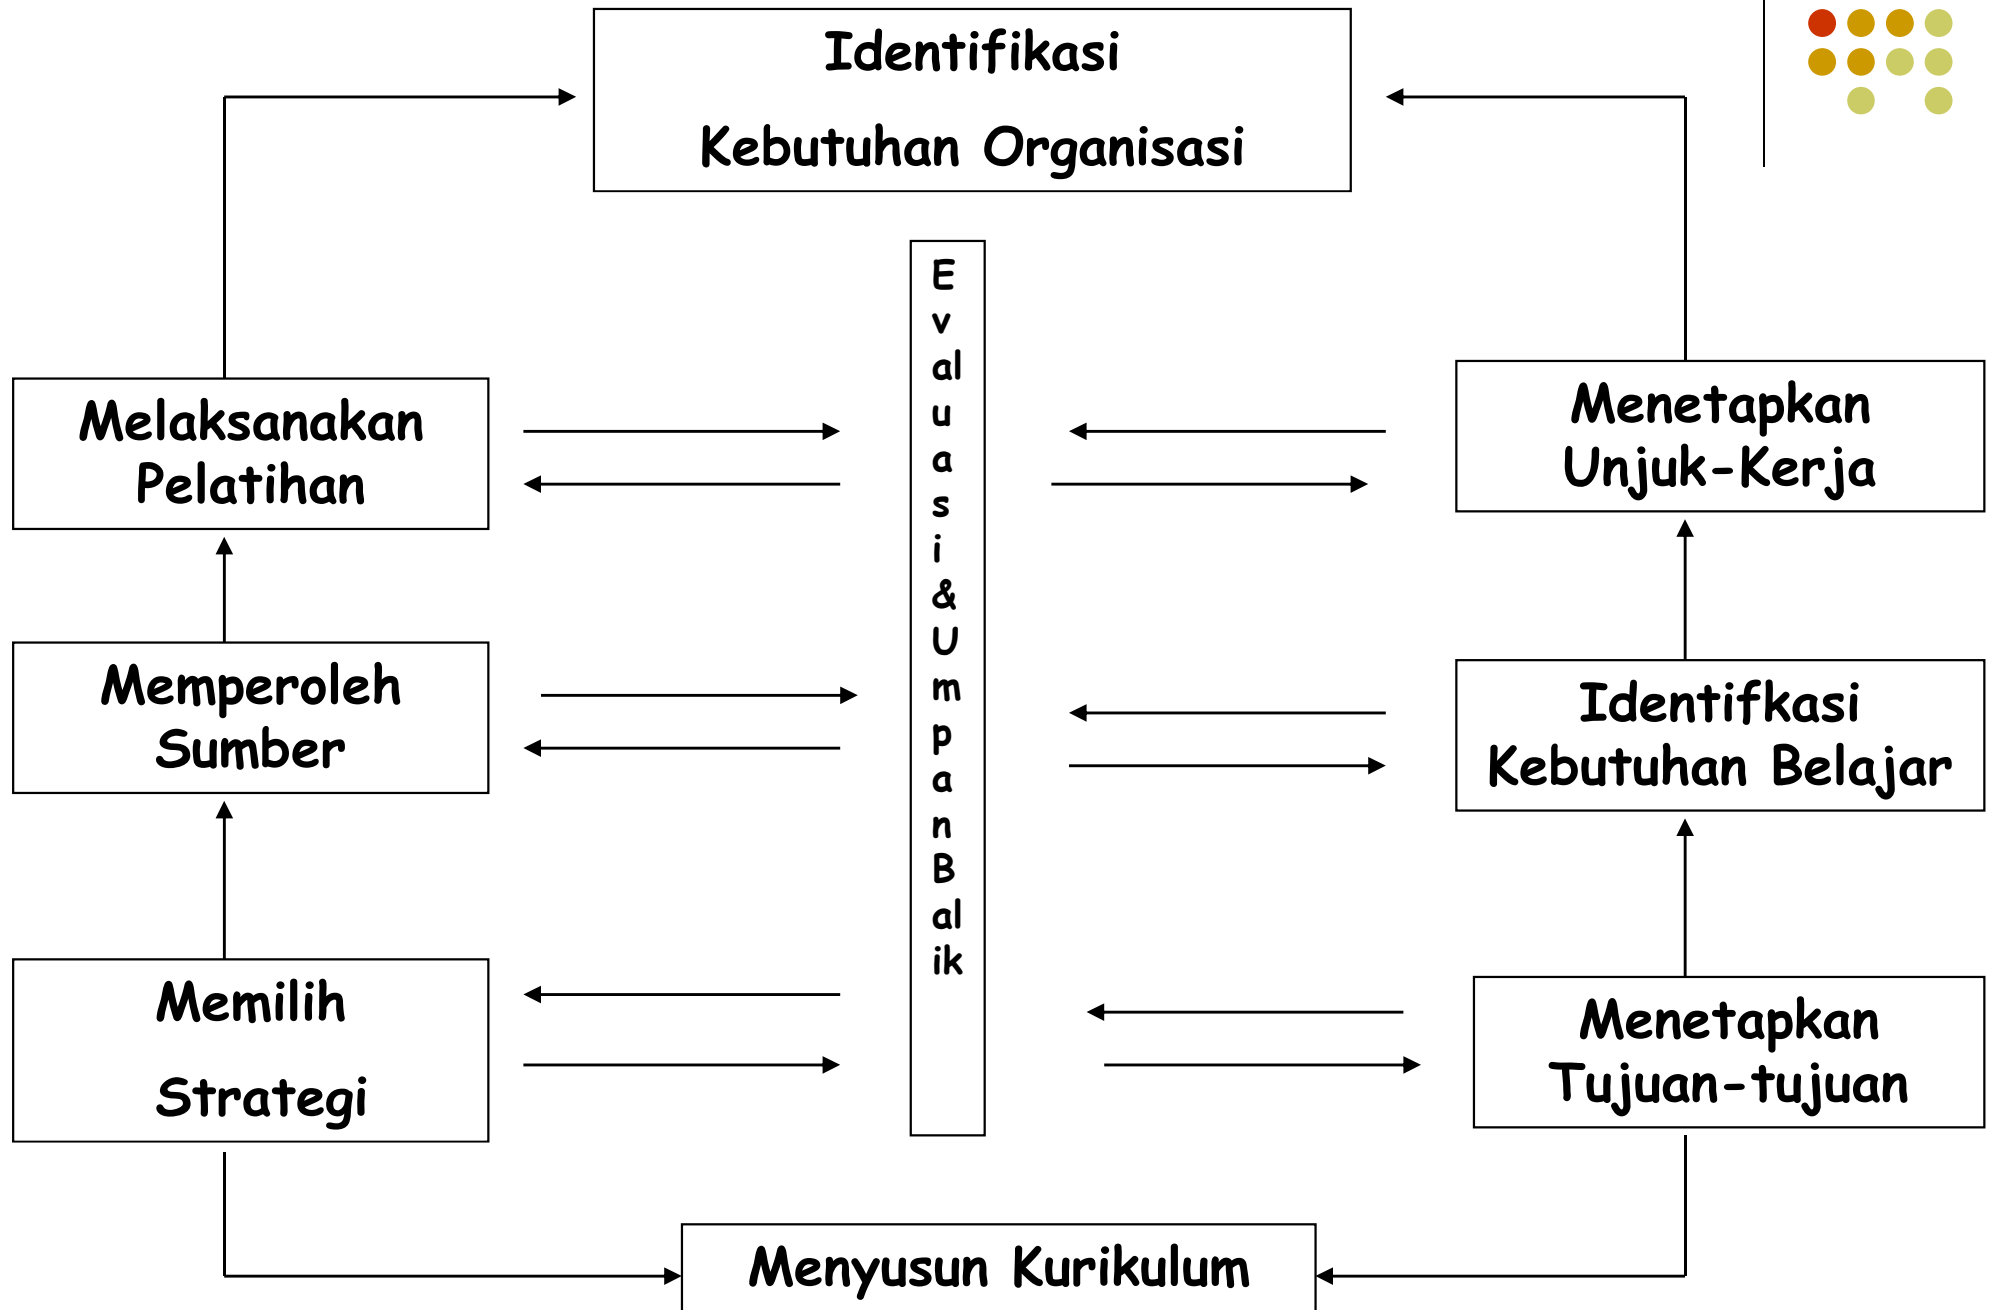 Identifikasi
Kebutuhan Organisasi
E
v
al
u
a
s
i
&
U
m
p
a
n
B
al
ik
Melaksanakan
Pelatihan
Menetapkan
Unjuk-Kerja
Memperoleh
Sumber
Identifkasi
Kebutuhan Belajar
Memilih
Strategi
Menetapkan
Tujuan-tujuan
Menyusun Kurikulum